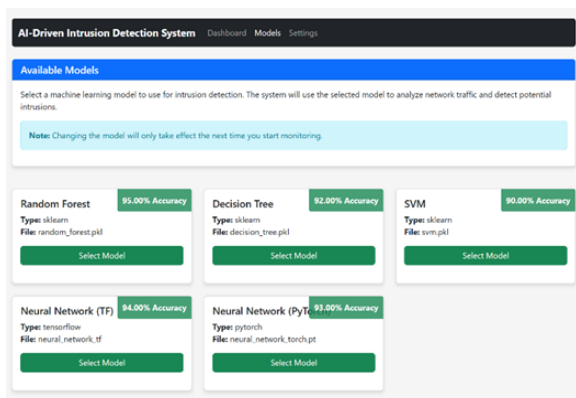 AI-Driven Intrusion Detection System Dashboard Models Settings
Available Models
Select a machine learning model to use for intrusion detection. The system will use the selected model to analyze network traffic and detect potential
intrusions.
Note: Changing the model will only take effect the next time you start monitoring.
Random Forest 95.00% Accuracy
Type: sklearn
File: random_forest.pkl
Select Model
Decision Tree 92.00% Accuracy
Type: sklearn
File: decision_tree.pkl
Select Model
SVM 90.00% Accuracy
Type: sklearn
File: svm.pkl
Select Model
Neural Network (TF) 94.00% Accuracy
Type: tensorflow
File: neural_network_tf
Select Model
Neural Network (PyTorch) 93.00% Accuracy
Type: pytorch
File: neural_network_torch.pt
Select Model